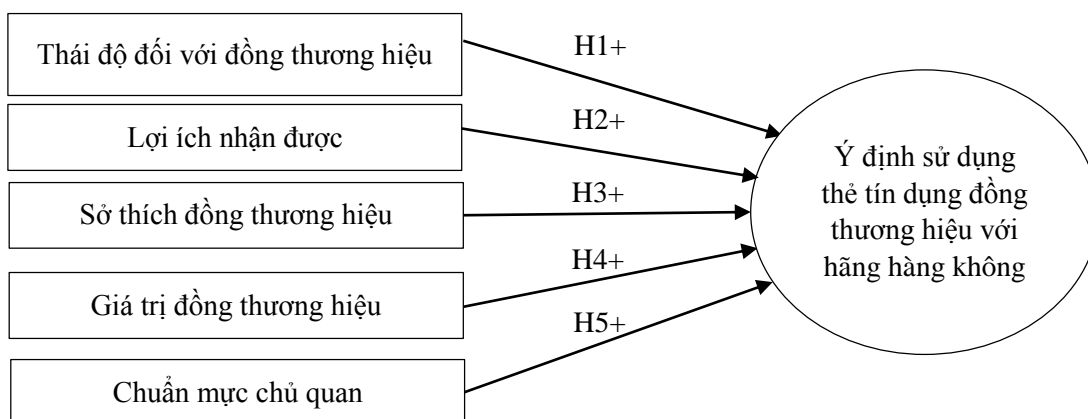 Thái độ đối với đồng thương hiệu
H1+
Lợi ích nhận được
H2+
Sở thích đồng thương hiệu
H3+
Giá trị đồng thương hiệu
H4+
Chuẩn mực chủ quan
H5+
Ý định sử dụng
thẻ tín dụng đồng
thương hiệu với
hãng hàng không